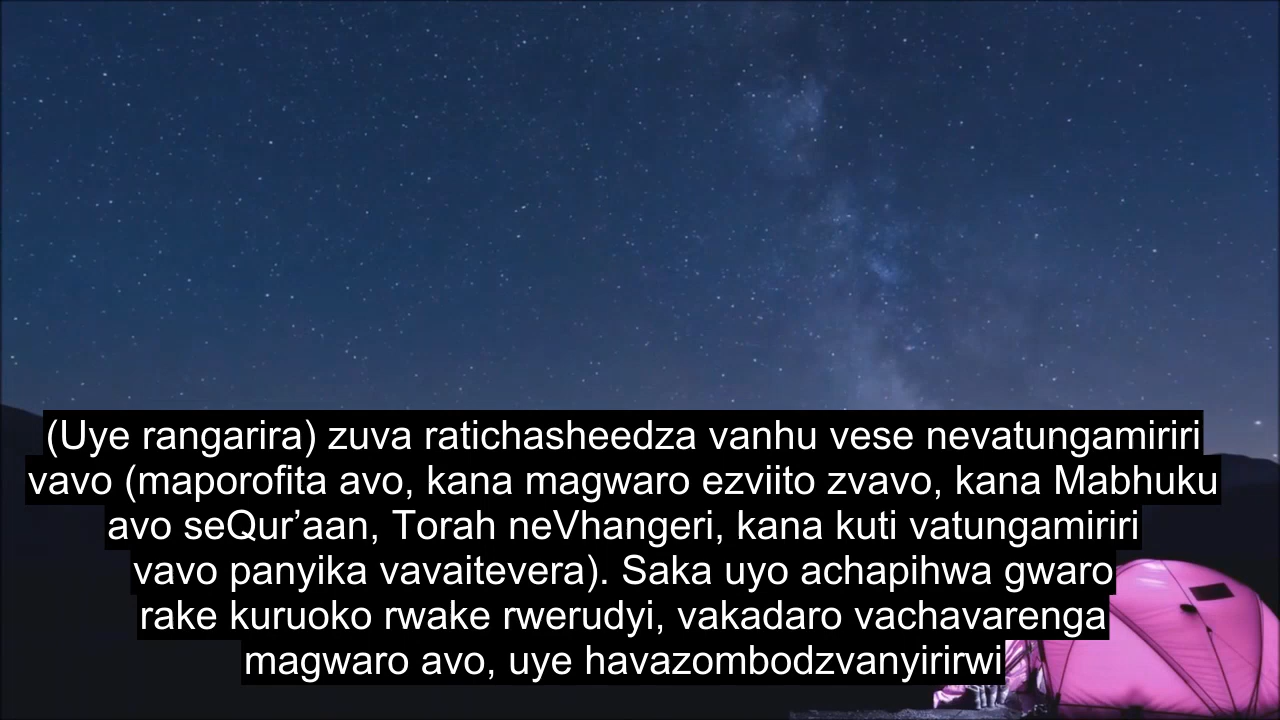 (Uye rangarira) zuva ratichasheedza vanhu vese nevatungamiriri
vavo (maporofita avo, kana magwaro ezviito zvavo, kana Mabhuku
avo seQur’aan, Torah neVhangeri, kana kuti vatungamiriri
vavo panyika vavaitevera). Saka uyo achapihwa gwaro
rake kuruoko rwake rwerudyi, vakadaro vachavarenga
magwaro avo, uye havazombodzvanyirirwi